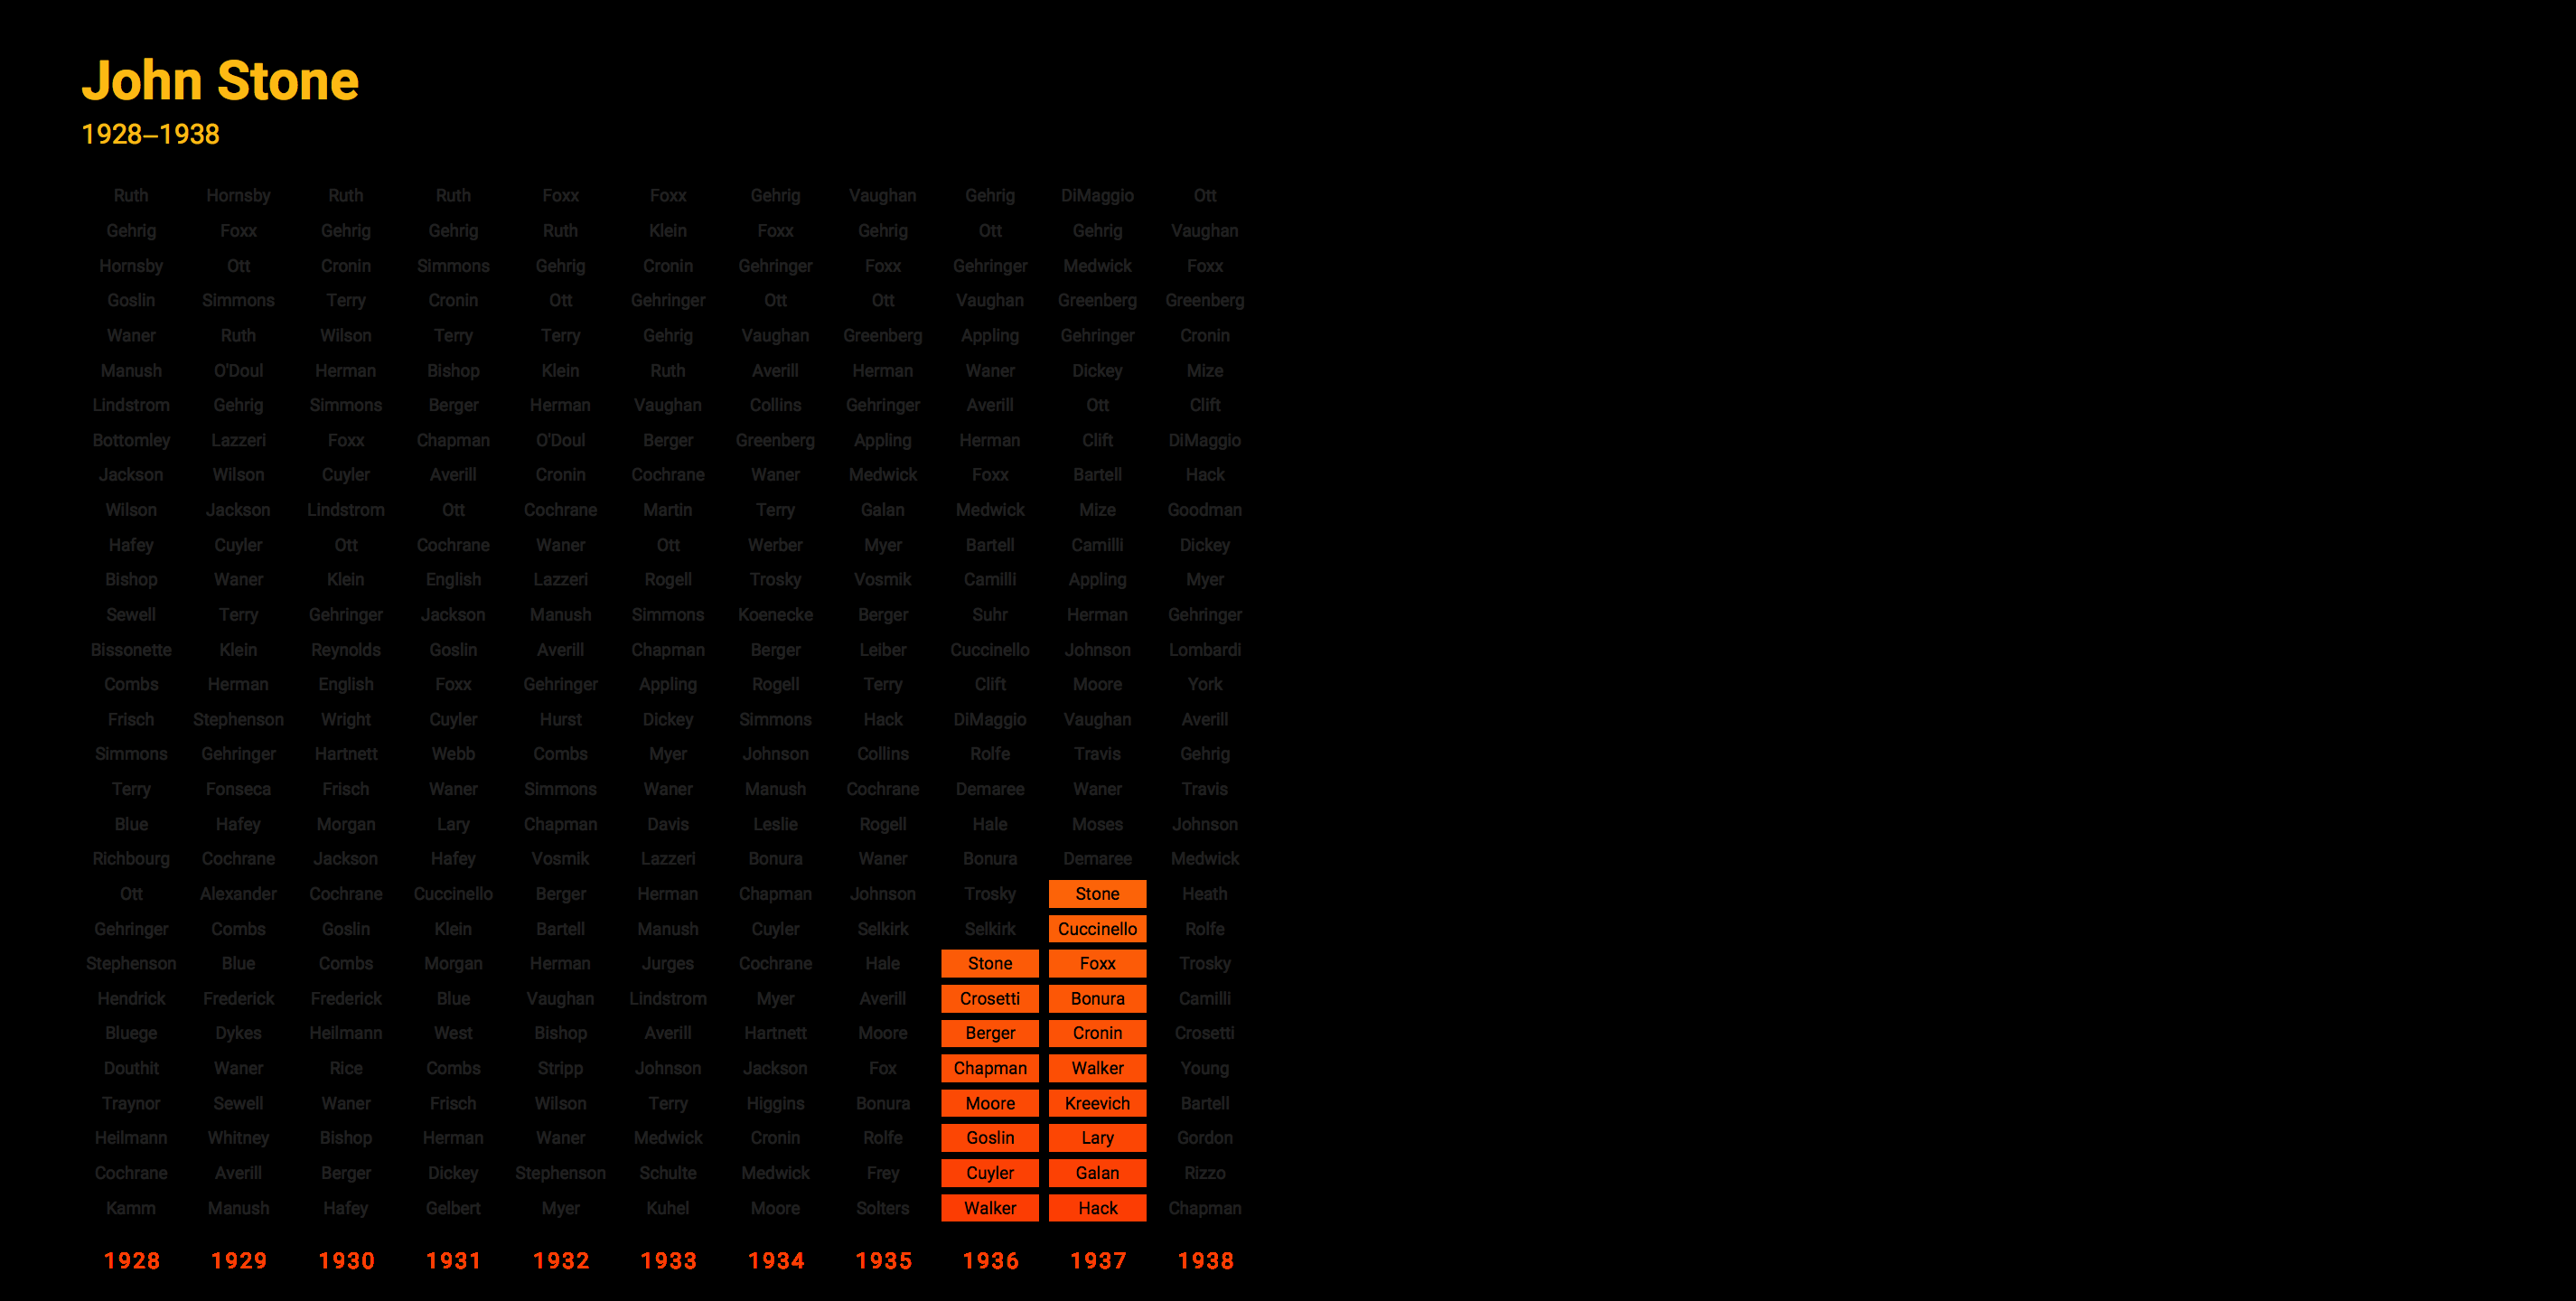 John Stone
1928–1938
Ruth Hornsby Ruth Ruth Foxx Foxx Gehrig Vaughan Gehrig DiMaggio Ott
Gehrig Foxx Gehrig Gehrig Ruth Klein Foxx Gehrig Ott Gehrig Vaughan
Hornsby Ott Cronin Simmons Gehrig Cronin Gehringer Foxx Gehringer Medwick Foxx
Goslin Simmons Terry Cronin Ott Gehringer Ott Ott Vaughan Greenberg Greenberg
Waner Ruth Wilson Terry Terry Gehrig Vaughan Greenberg Appling Gehringer Cronin
Manush O'Doul Herman Bishop Klein Ruth Averill Herman Waner Dickey Mize
Lindstrom Gehrig Simmons Berger Herman Vaughan Collins Gehringer Averill Ott Clift
Bottomley Lazzeri Foxx Chapman O'Doul Berger Greenberg Appling Herman Clift DiMaggio
Jackson Wilson Cuyler Averill Cronin Cochrane Waner Medwick Foxx Bartell Hack
Wilson Jackson Lindstrom Ott Cochrane Martin Terry Galan Medwick Mize Goodman
Hafey Cuyler Ott Cochrane Waner Ott Werber Myer Bartell Camilli Dickey
Bishop Waner Klein English Lazzeri Rogell Trosky Vosmik Camilli Appling Myer
Sewell Terry Gehringer Jackson Manush Simmons Koenecke Berger Suhr Herman Gehringer
Bissonette Klein Reynolds Goslin Averill Chapman Berger Leiber Cuccinello Johnson Lombardi
Combs Herman English Foxx Gehringer Appling Rogell Terry Clift Moore York
Frisch Stephenson Wright Cuyler Hurst Dickey Simmons Hack DiMaggio Vaughan Averill
Simmons Gehringer Hartnett Webb Combs Myer Johnson Collins Rolfe Travis Gehrig
Terry Fonseca Frisch Waner Simmons Waner Manush Cochrane Demaree Waner Travis
Blue Hafey Morgan Lary Chapman Davis Leslie Rogell Hale Moses Johnson
Richbourg Cochrane Jackson Hafey Vosmik Lazzeri Bonura Waner Bonura Demaree Medwick
Ott Alexander Cochrane Cuccinello Berger Herman Chapman Johnson Trosky Stone Heath
Gehringer Combs Goslin Klein Bartell Manush Cuyler Selkirk Selkirk Cuccinello Rolfe
Stephenson Blue Combs Morgan Herman Jurges Cochrane Hale Stone Foxx Trosky
Hendrick Frederick Frederick Blue Vaughan Lindstrom Myer Averill Crosetti Bonura Camilli
Bluege Dykes Heilmann West Bishop Averill Hartnett Moore Berger Cronin Crosetti
Douthit Waner Rice Combs Stripp Johnson Jackson Fox Chapman Walker Young
Traynor Sewell Waner Frisch Wilson Terry Higgins Bonura Moore Kreevich Bartell
Heilmann Whitney Bishop Herman Waner Medwick Cronin Rolfe Goslin Lary Gordon
Cochrane Averill Berger Dickey Stephenson Schulte Medwick Frey Cuyler Galan Rizzo
Kamm Manush Hafey Gelbert Myer Kuhel Moore Solters Walker Hack Chapman
1928 1929 1930 1931 1932 1933 1934 1935 1936 1937 1938